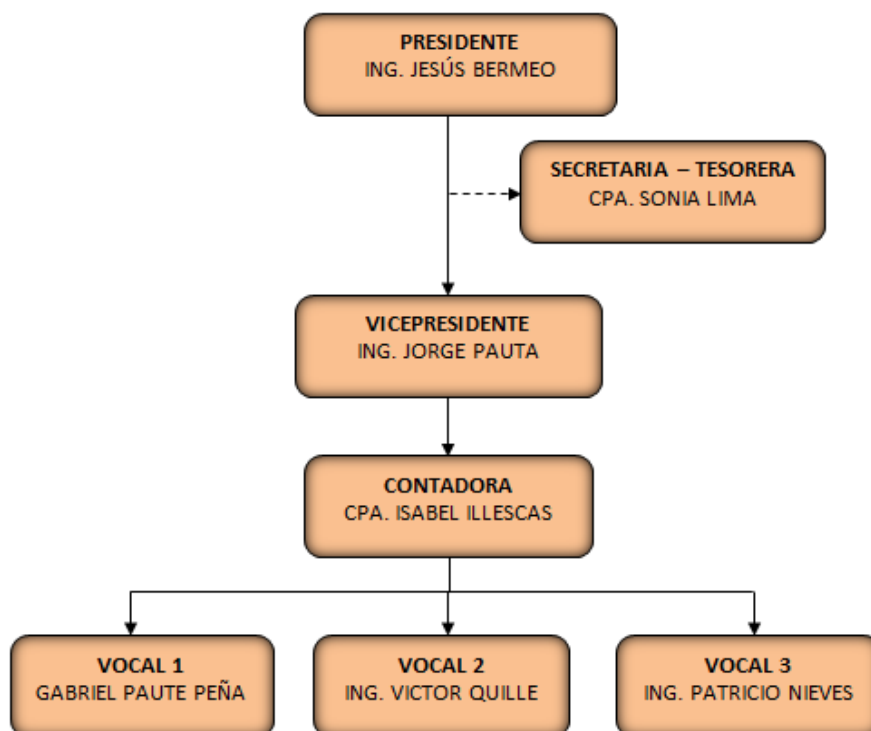 PRESIDENTE
ING. JESÚS BERMEO
SECRETARIA – TESORERA
CPA. SONIA LIMA
VICEPRESIDENTE
ING. JORGE PAUTA
CONTADORA
CPA. ISABEL ILLESCAS
VOCAL 1
GABRIEL PAUTE PEÑA
VOCAL 2
ING. VICTOR QUILLE
VOCAL 3
ING. PATRICIO NIEVES